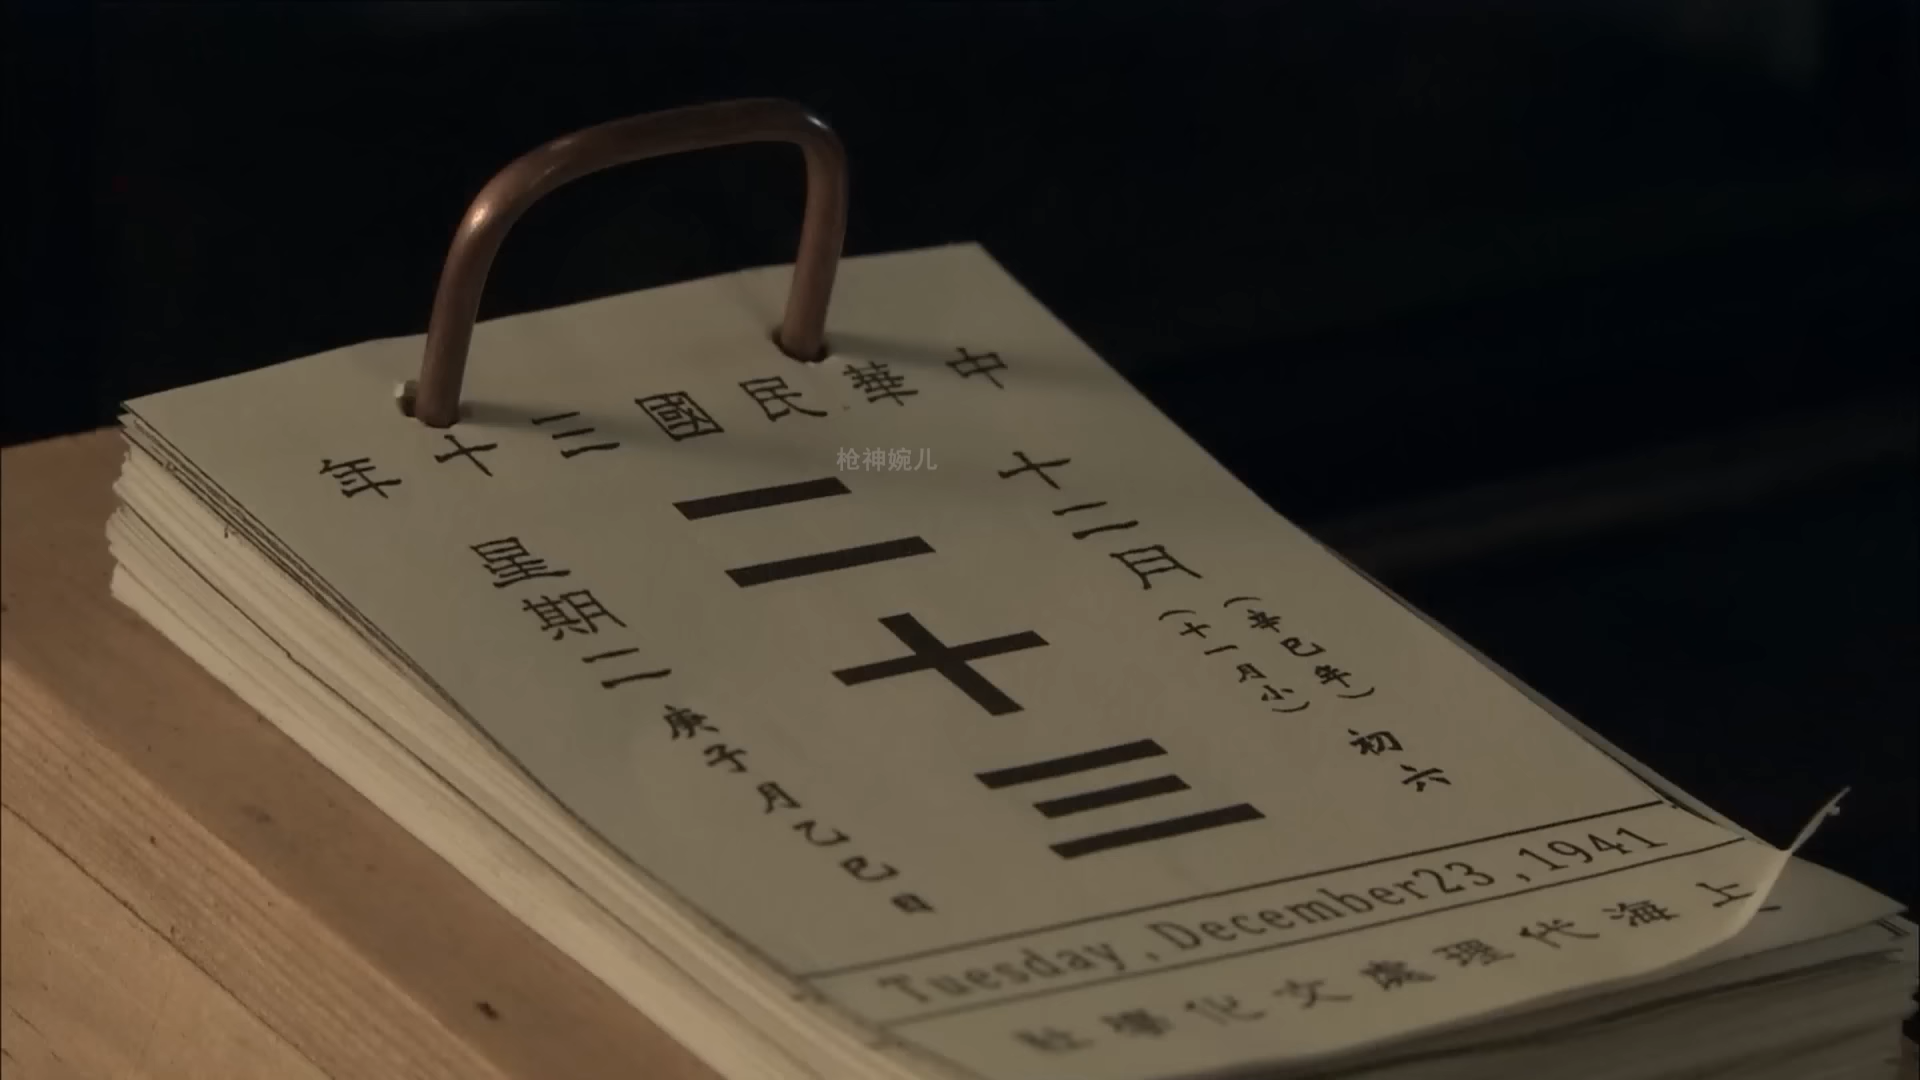 中華民國三十年
十二月
(辛巳年)
(十一月小)
初六
二十三
星期二
庚子月乙巳日
Tuesday, December23,1941
上海代理處文化學社
枪神婉儿